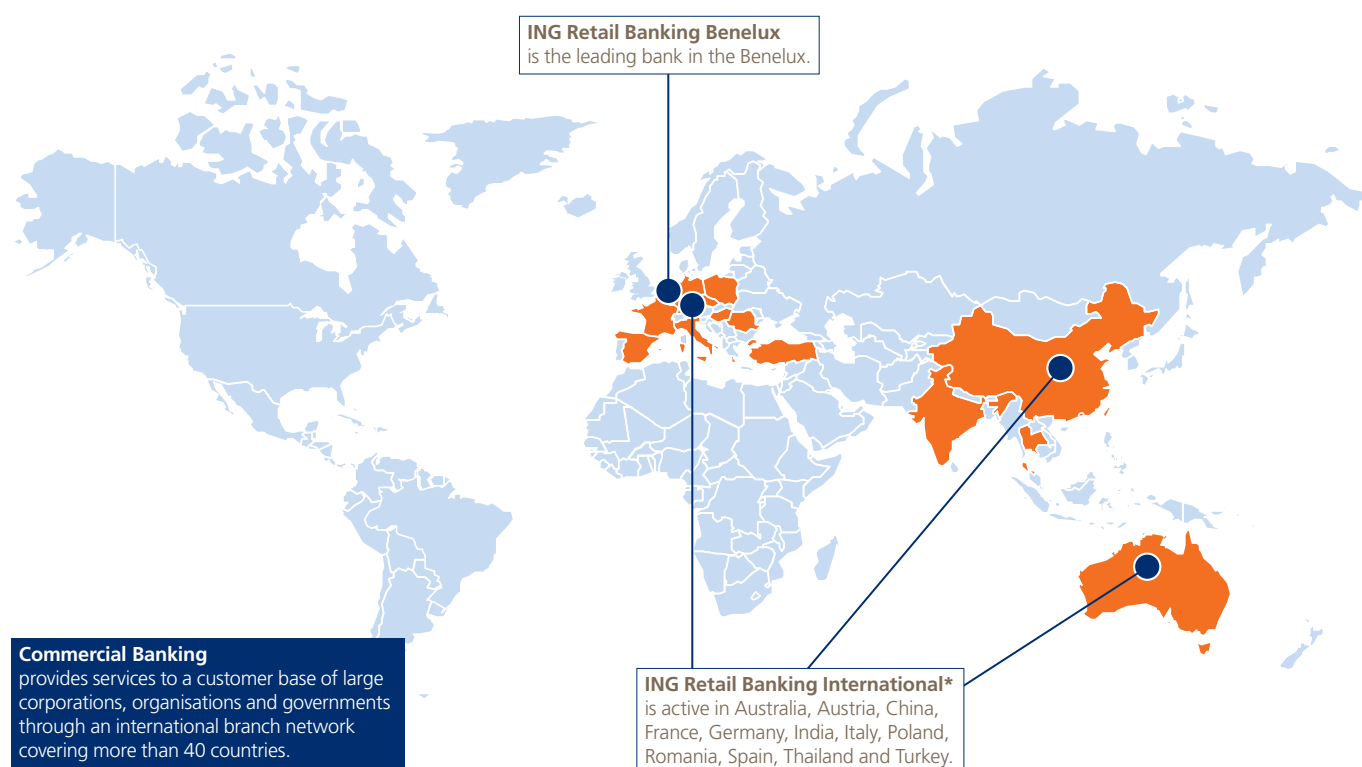 ING Retail Banking Benelux
is the leading bank in the Benelux.
Commercial Banking
provides services to a customer base of large
corporations, organisations and governments
through an international branch network
covering more than 40 countries.
ING Retail Banking International*
is active in Australia, Austria, China,
France, Germany, India, Italy, Poland,
Romania, Spain, Thailand and Turkey.